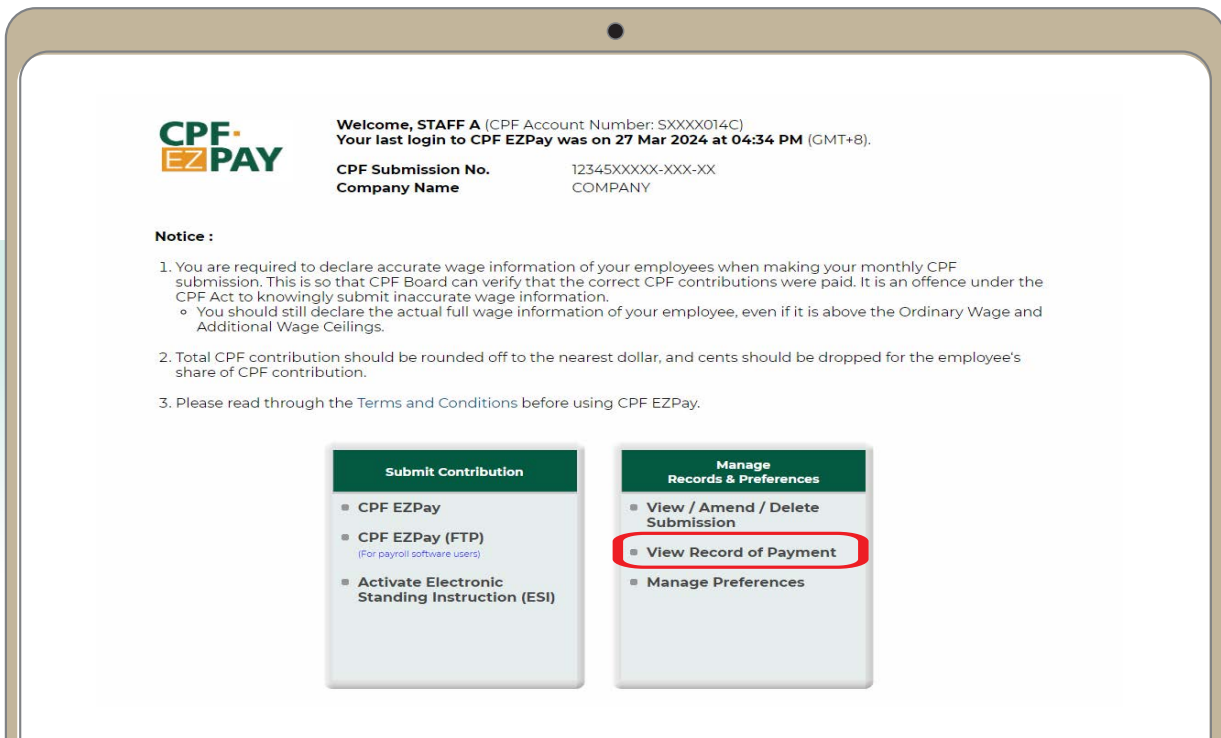 CPF
EZPAY
Welcome, STAFF A (CPF Account Number: SXXXX014C)
Your last login to CPF EZPay was on 27 Mar 2024 at 04:34 PM (GMT+8).
CPF Submission No. 12345XXXXX-XXX-XX
Company Name COMPANY
Notice :
1. You are required to declare accurate wage information of your employees when making your monthly CPF
submission. This is so that CPF Board can verify that the correct CPF contributions were paid. It is an offence under the
CPF Act to knowingly submit inaccurate wage information.
You should still declare the actual full wage information of your employee, even if it is above the Ordinary Wage and
Additional Wage Ceilings.
2. Total CPF contribution should be rounded off to the nearest dollar, and cents should be dropped for the employee's
share of CPF contribution.
3. Please read through the Terms and Conditions before using CPF EZPay.
Submit Contribution
CPF EZPay
CPF EZPay (FTP)
(For payroll software users)
Activate Electronic
Standing Instruction (ESI)
Manage
Records & Preferences
View / Amend / Delete
Submission
View Record of Payment
Manage Preferences